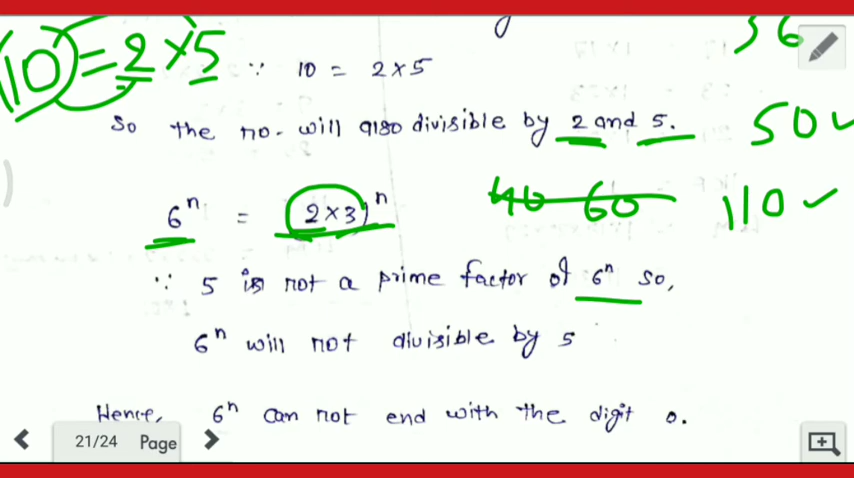 (10) = 2 × 5
36
∵ 10 = 2×5
So the no- will also divisible by 2 and 5.
50 ✓
6ⁿ = (2×3)ⁿ
40 60
110 ✓
∵ 5 is not a prime factor of 6ⁿ so,
6ⁿ will not divisible by 5
Hence, 6ⁿ can not end with the digit 0.
21/24 Page